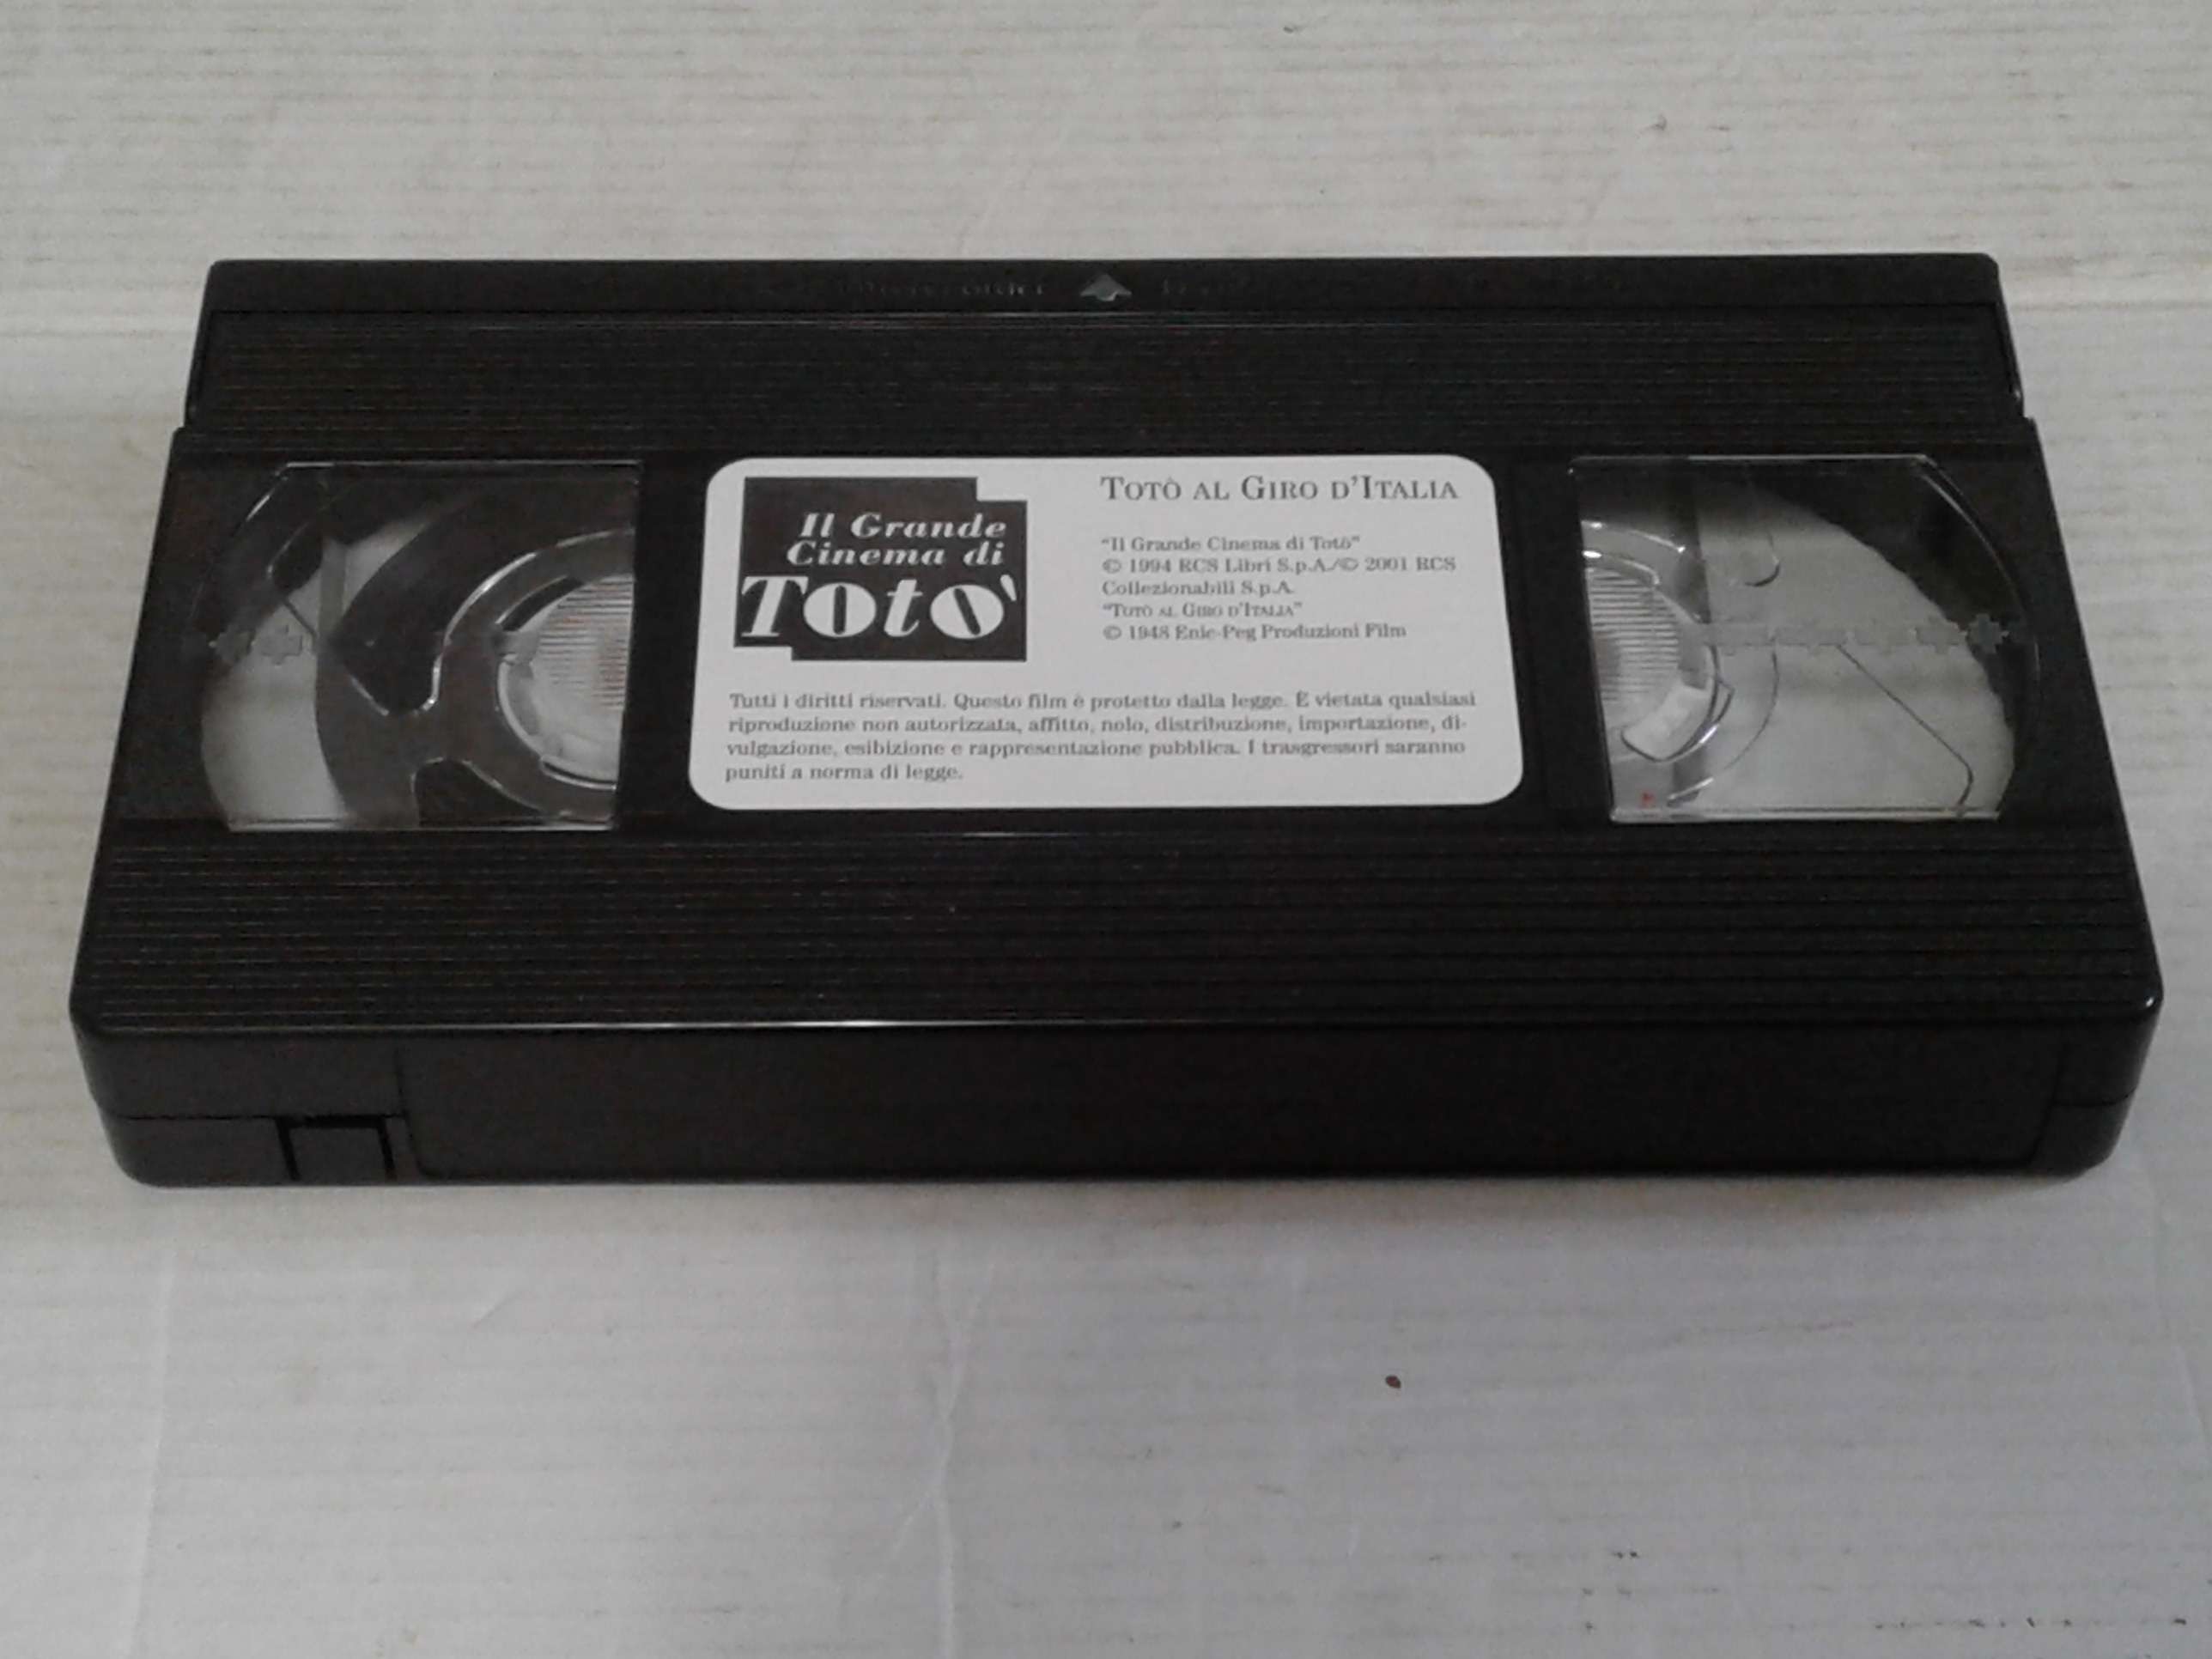 Il Grande
Cinema di
Totò
TOTÒ AL GIRO D'ITALIA
“Il Grande Cinema di Totò”
© 1994 RCS Libri S.p.A./© 2001 RCS
Collezionabili S.p.A.
“TOTÒ AL GIRO D'ITALIA”
© 1948 Enic-Peg Produzioni Film
Tutti i diritti riservati. Questo film è protetto dalla legge. È vietata qualsiasi
riproduzione non autorizzata, affitto, nolo, distribuzione, importazione, di-
vulgazione, esibizione e rappresentazione pubblica. I trasgressori saranno
puniti a norma di legge.